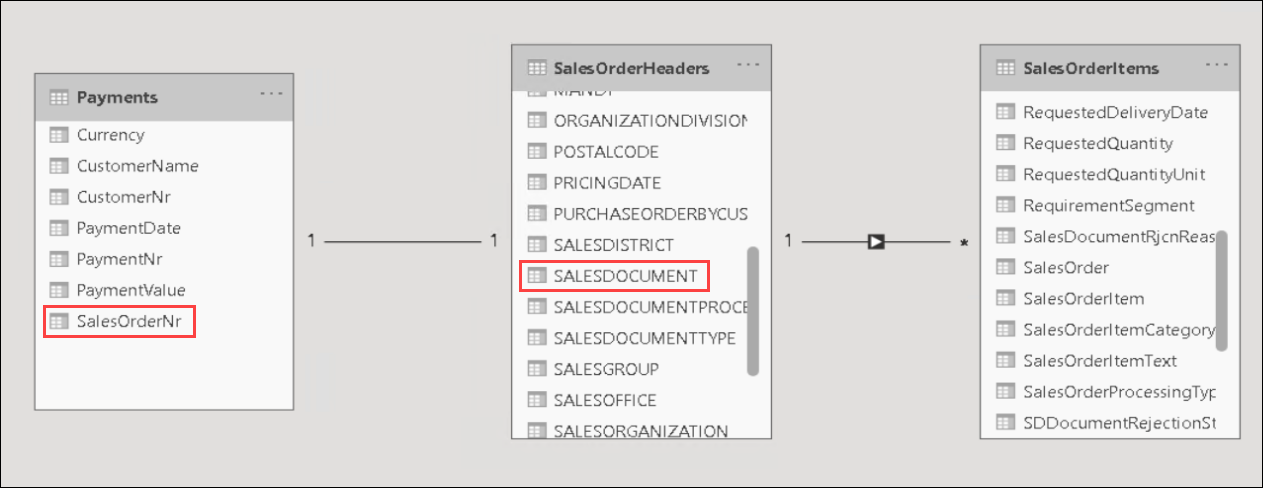 Payments
Currency
CustomerName
CustomerNr
PaymentDate
PaymentNr
PaymentValue
SalesOrderNr
1
1
SalesOrderHeaders
ORGANIZATIONDIVISION
POSTALCODE
PRICINGDATE
PURCHASEORDERBYCUS
SALESDISTRICT
SALESDOCUMENT
SALESDOCUMENTPROCE
SALESDOCUMENTTYPE
SALESGROUP
SALESOFFICE
SALESORGANIZATION
1
*
SalesOrderItems
RequestedDeliveryDate
RequestedQuantity
RequestedQuantityUnit
RequirementSegment
SalesDocumentRjcnReas
SalesOrder
SalesOrderItem
SalesOrderItemCategory
SalesOrderItemText
SalesOrderProcessingTyp
SDDocumentRejectionSt